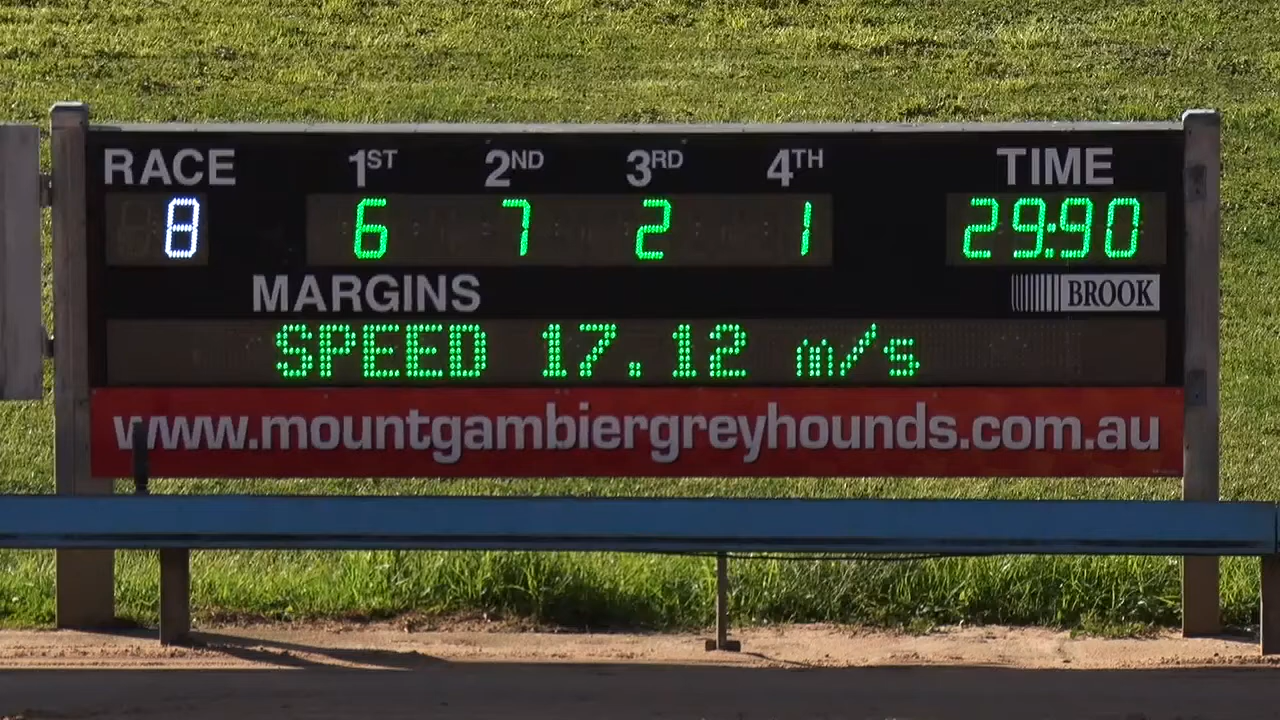 RACE 1ST 2ND 3RD 4TH TIME
8 6 7 2 1 29:90
MARGINS BROOK
SPEED 17.12 m/s
www.mountgambiergreyhounds.com.au